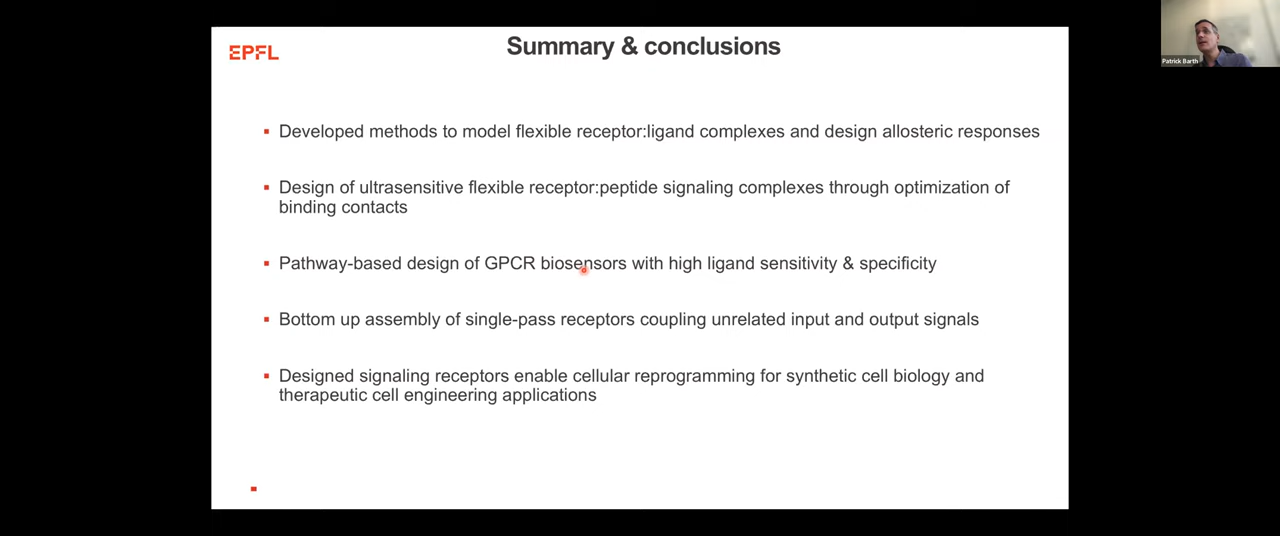 EPFL
Summary & conclusions
Patrick Barth
▪ Developed methods to model flexible receptor:ligand complexes and design allosteric responses
▪ Design of ultrasensitive flexible receptor:peptide signaling complexes through optimization of
binding contacts
▪ Pathway-based design of GPCR biosensors with high ligand sensitivity & specificity
▪ Bottom up assembly of single-pass receptors coupling unrelated input and output signals
▪ Designed signaling receptors enable cellular reprogramming for synthetic cell biology and
therapeutic cell engineering applications